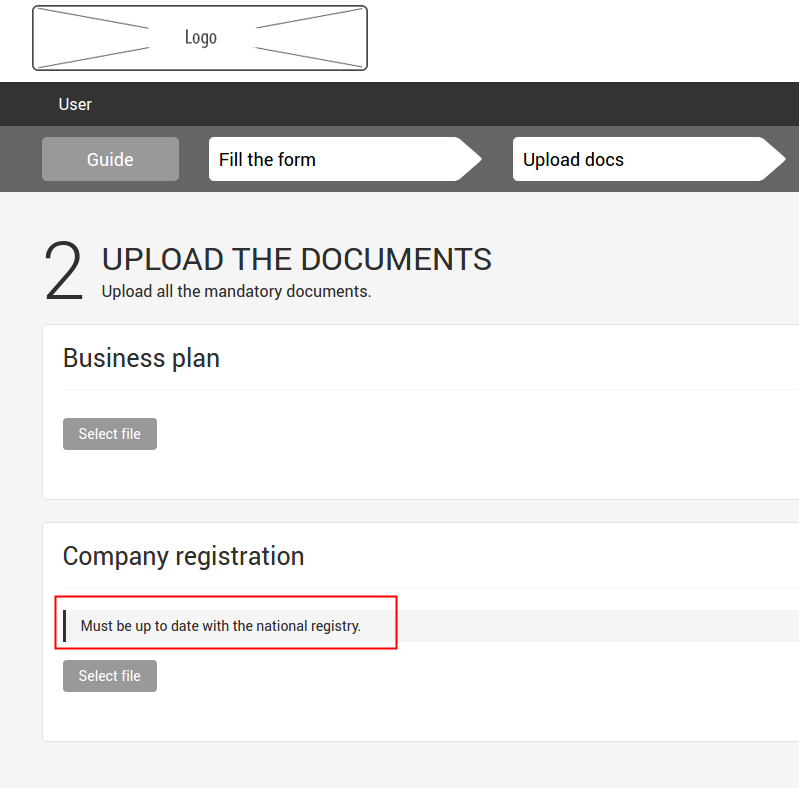 Logo
User
Guide
Fill the form
Upload docs
2
UPLOAD THE DOCUMENTS
Upload all the mandatory documents.
Business plan
Select file
Company registration
Must be up to date with the national registry.
Select file